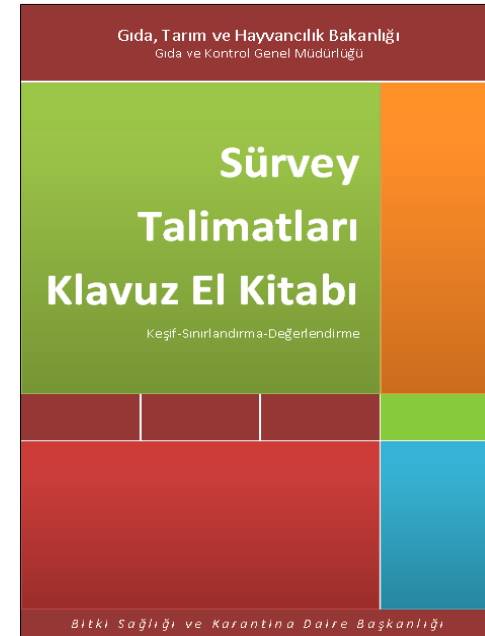 Gıda, Tarım ve Hayvancılık Bakanlığı
Gıda ve Kontrol Genel Müdürlüğü
Sürvey
Talimatları
Klavuz El Kitabı
Keşif-Sınırlandırma-Değerlendirme
Bitki Sağlığı ve Karantina Daire Başkanlığı